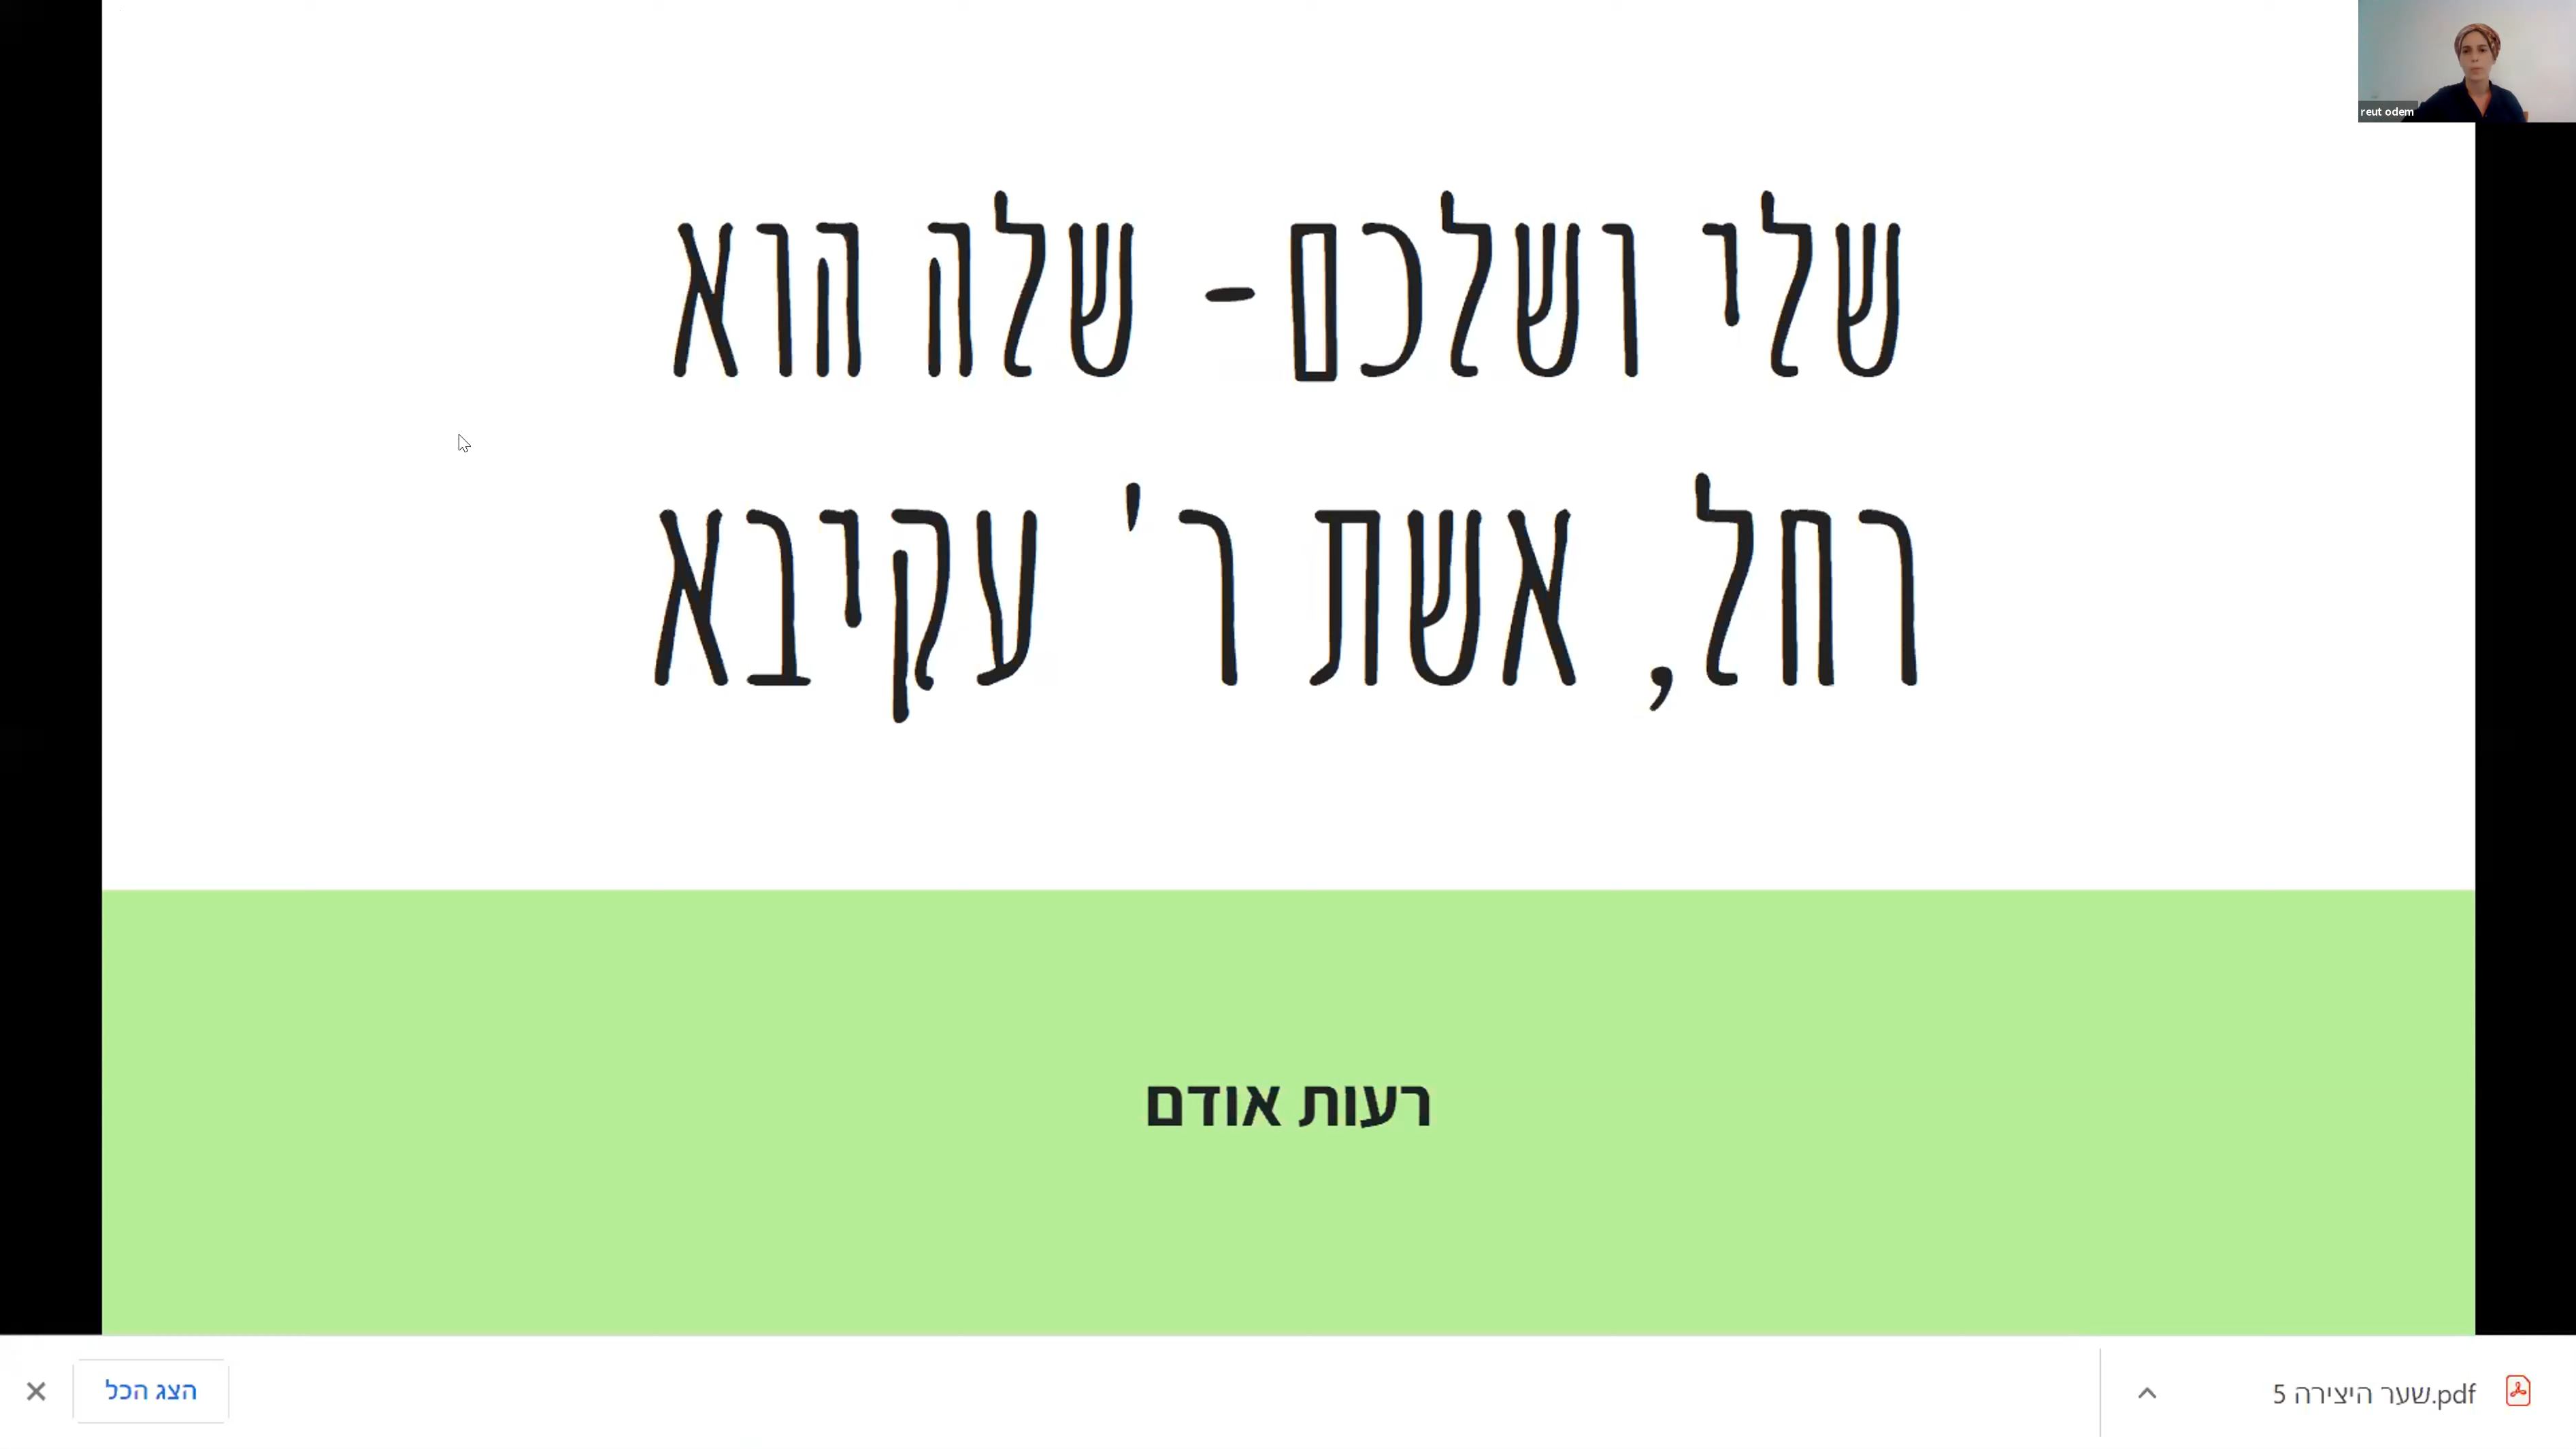 reut odem
שלי ושלכם- שלה הוא
רחל, אשת ר' עקיבא
רעות אודם
שער היצירה 5.pdf
הצג הכל